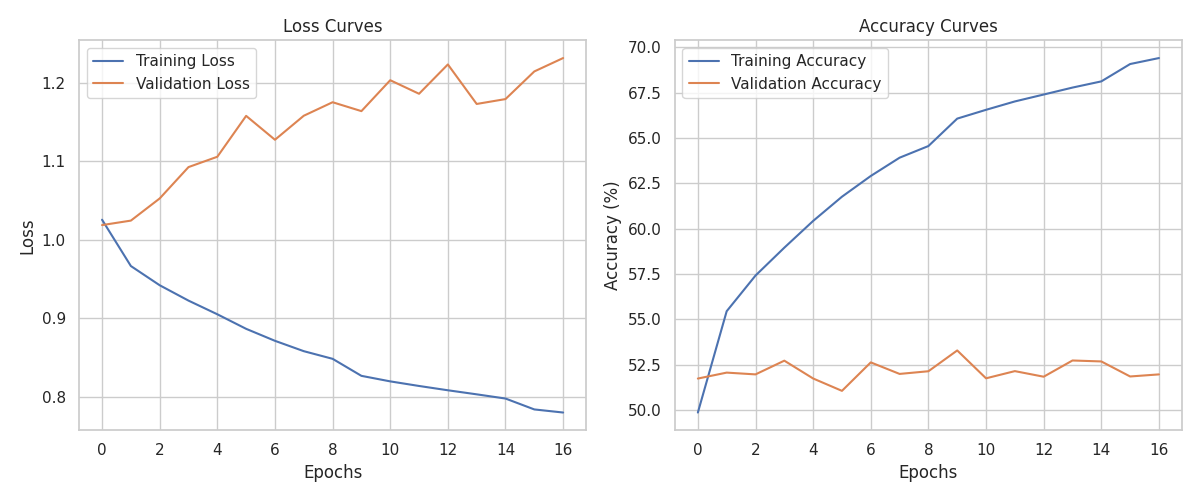 Loss Curves
Training Loss
Validation Loss
1.2
1.1
1.0
0.9
0.8
Loss
0 2 4 6 8 10 12 14 16
Epochs
Accuracy Curves
Training Accuracy
Validation Accuracy
70.0
67.5
65.0
62.5
60.0
57.5
55.0
52.5
50.0
Accuracy (%)
0 2 4 6 8 10 12 14 16
Epochs